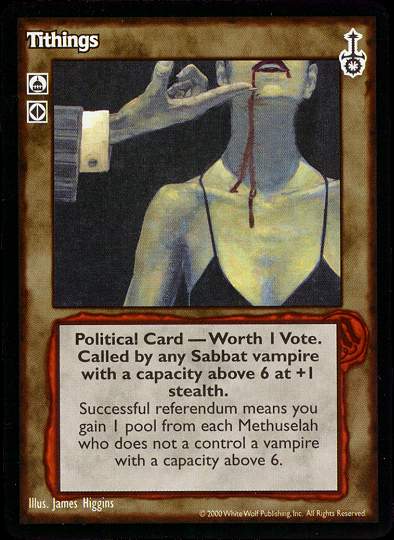 Tithings
Political Card — Worth 1 Vote.
Called by any Sabbat vampire
with a capacity above 6 at +1
stealth.
Successful referendum means you
gain 1 pool from each Methuselah
who does not a control a vampire
with a capacity above 6.
Illus. James Higgins
© 2000 White Wolf Publishing, Inc. All Rights Reserved.